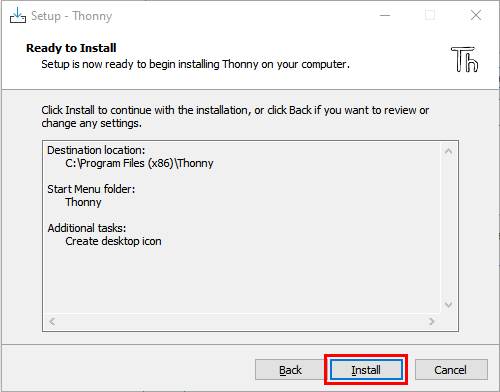 Setup - Thonny
Ready to Install
Setup is now ready to begin installing Thonny on your computer.
Th
Click Install to continue with the installation, or click Back if you want to review or
change any settings.
Destination location:
C:\Program Files (x86)\Thonny
Start Menu folder:
Thonny
Additional tasks:
Create desktop icon
Back
Install
Cancel